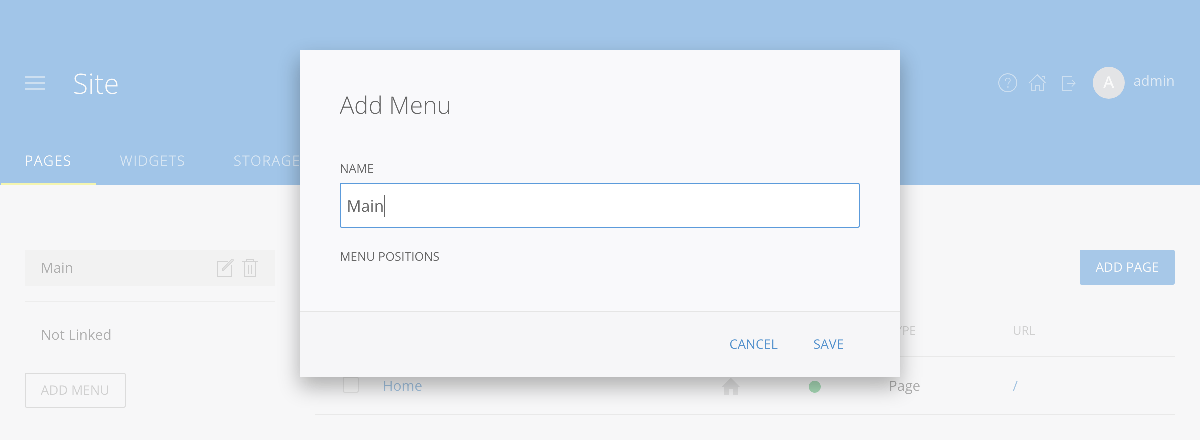 Site
A
admin
PAGES
WIDGETS
STORAGE
Add Menu
NAME
Main
MENU POSITIONS
CANCEL
SAVE
Main
Not Linked
ADD MENU
ADD PAGE
URL
Home
Page
/